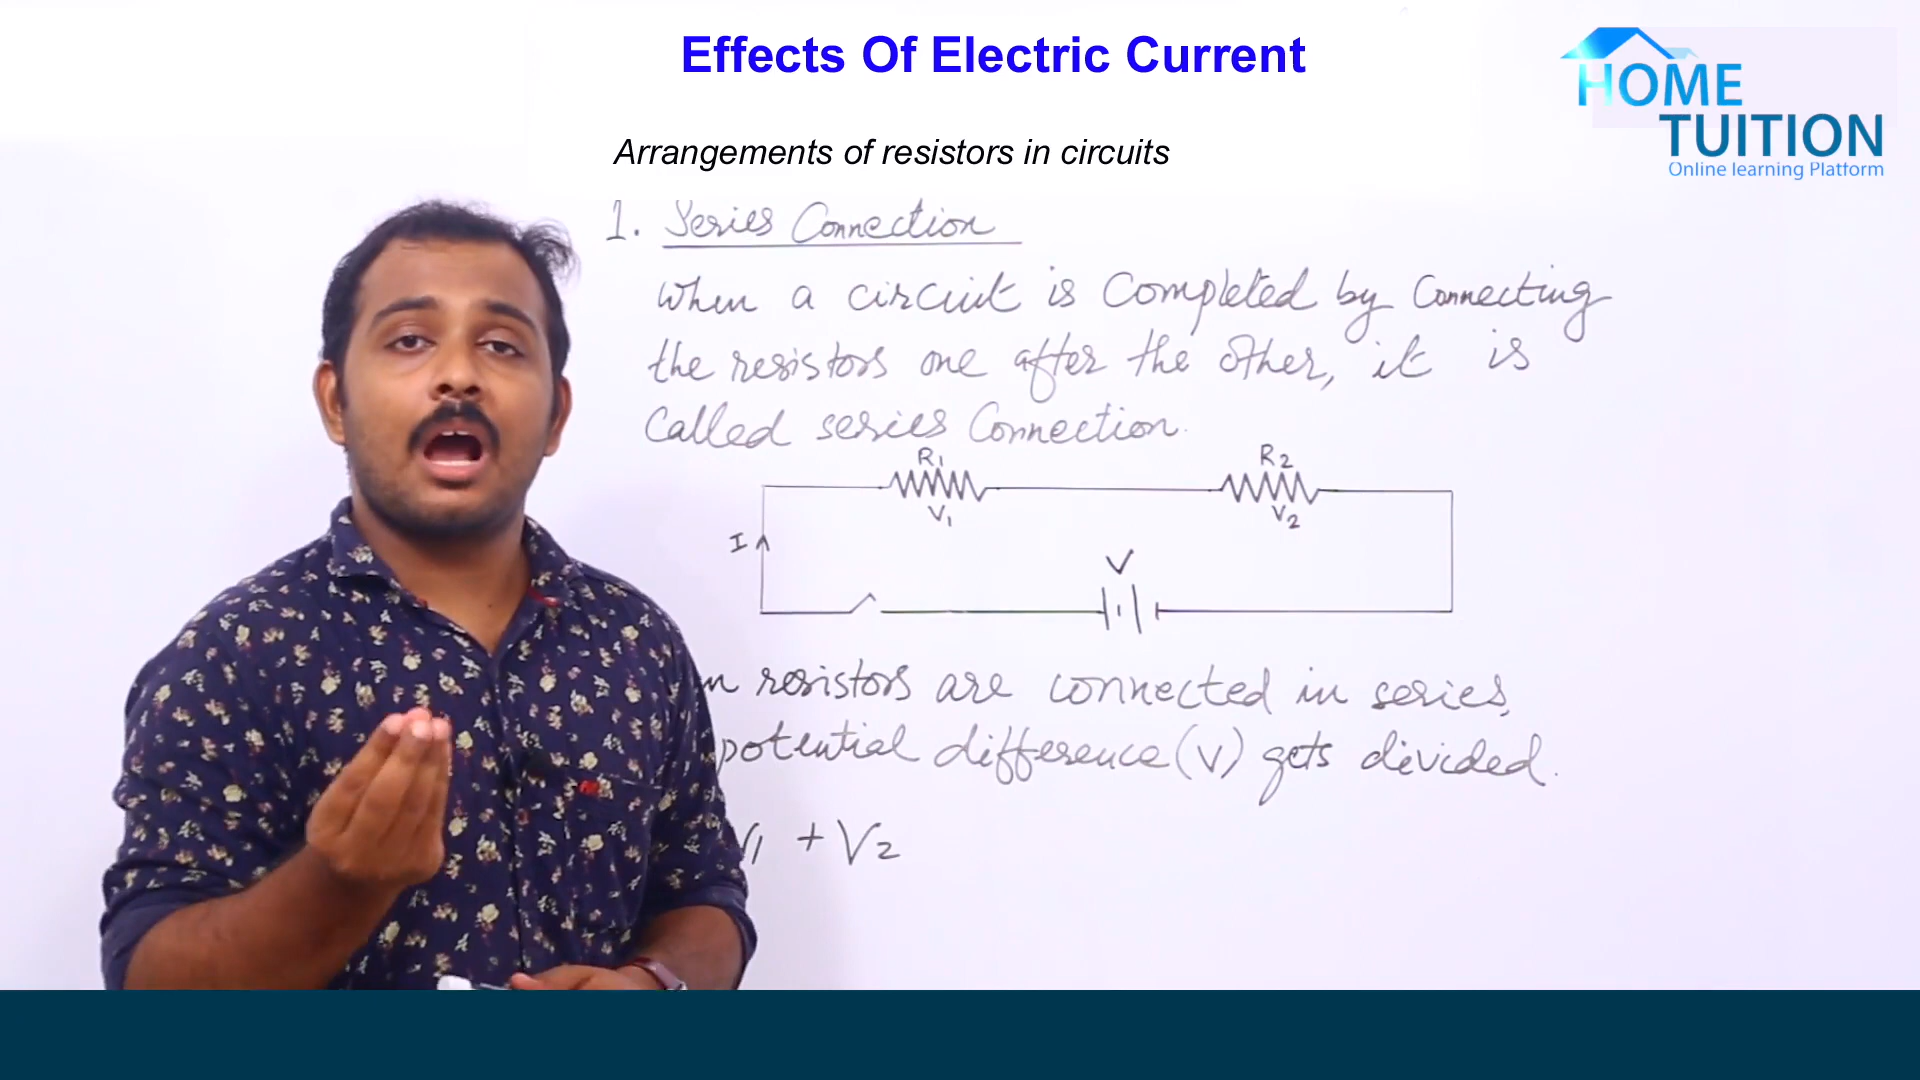 Effects Of Electric Current
HOME
TUITION
Online learning Platform
Arrangements of resistors in circuits
1. Series Connection
When a circuit is completed by connecting
the resistors one after the other, it is
called series connection.
R1 R2
V1 V2
I
V
resistors are connected in series,
potential difference (V) gets divided.
V1 + V2